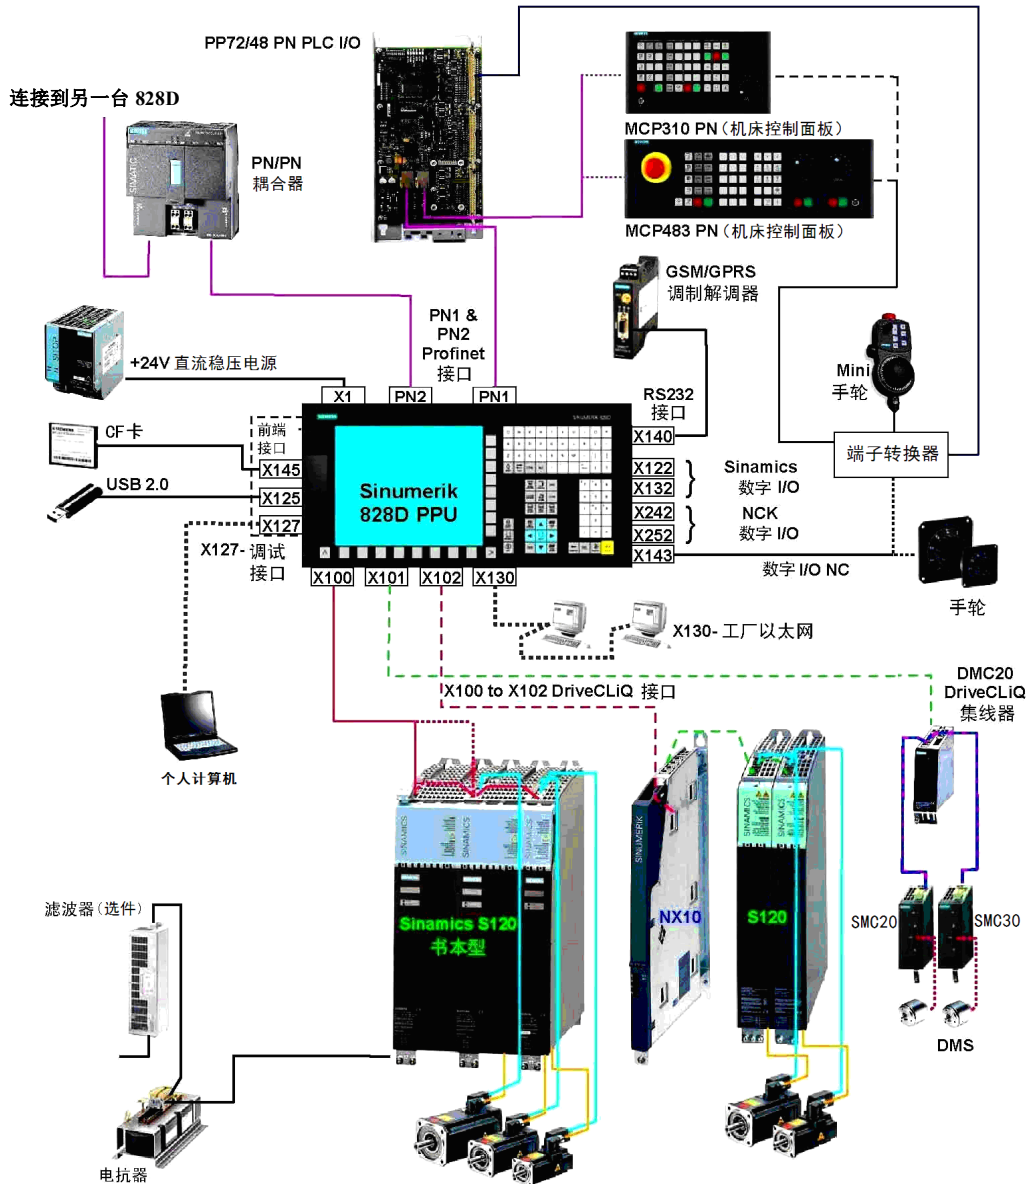 PP72/48 PN PLC I/O
连接到另一台 828D
PN/PN
耦合器
SIMATIC
MCP310 PN（机床控制面板）
MCP483 PN（机床控制面板）
GSM/GPRS
调制解调器
PN1 &
PN2
Profinet
接口
+24V 直流稳压电源
Mini
手轮
RS232
接口
X1
PN2
PN1
CF卡
前端
接口
X140
端子转换器
X145
X122
X132
Sinamics
数字 I/O
USB 2.0
X125
Sinumerik
828D PPU
X242
X252
NCK
数字 I/O
X127
X127-调试
接口
X143
数字 I/O NC
手轮
X100
X101
X102
X130
X130-工厂以太网
X100 to X102 DriveCLiQ 接口
DMC20
DriveCLiQ
集线器
个人计算机
SINAMICS
SINAMICS
SINAMICS
SINUMERIK
SINAMICS
SINAMICS
滤波器（选件）
Sinamics S120
书本型
NX10
S120
SMC20
SMC30
DMS
电抗器